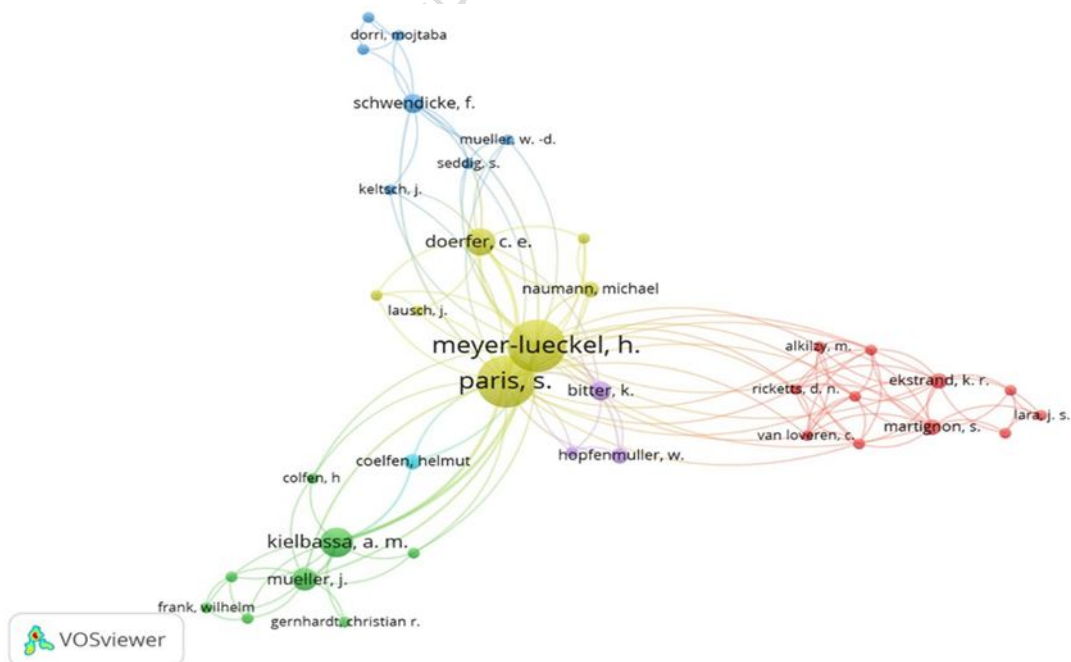 dorri, mojtaba
schwendicke, f.
mueller, w. -d.
seddig, s.
keltsch, j.
doerfer, c. e.
naumann, michael
lausch, j.
meyer-lueckel, h.
alkilzy, m.
paris, s.
bitter, k.
ricketts, d. n.
ekstrand, k. r.
lara, j. s.
van loveren, c.
martignon, s.
hopfenmuller, w.
coelfen, helmut
colfen, h
kielbassa, a. m.
mueller, j.
frank, wilhelm
gernhardt, christian r.
VOSviewer